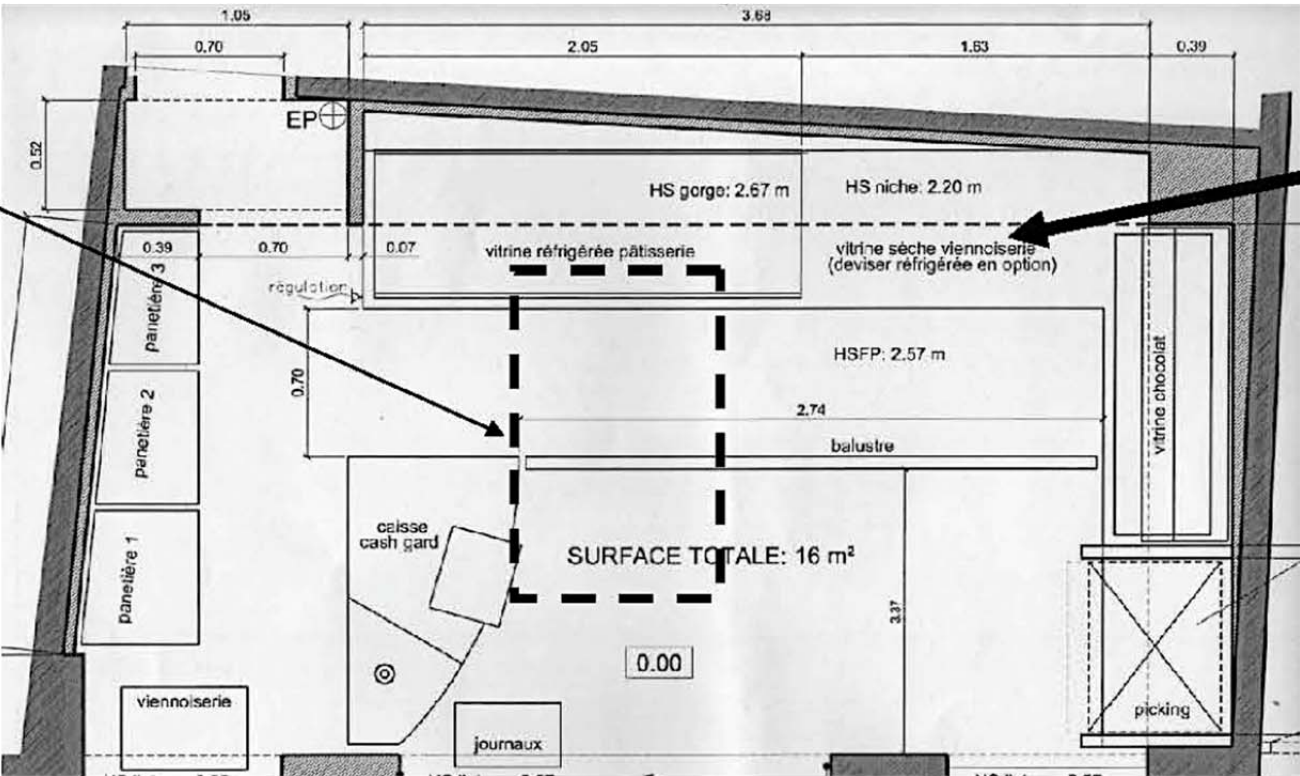 1.05
3.68
0.70
2.05
1.63
0.39
EP
0.52
HS gorge: 2.67 m
HS niche: 2.20 m
0.39
0.70
0.07
vitrine réfrigérée pâtisserie
vitrine sèche viennoiserie
(deviser réfrigérée en option)
régulation
panetière 3
HSFP: 2.57 m
0.70
2.74
vitrine chocolat
panetière 2
balustre
caisse
cash gard
SURFACE TOTALE: 16 m²
panetière 1
3.37
0.00
viennoiserie
picking
journaux